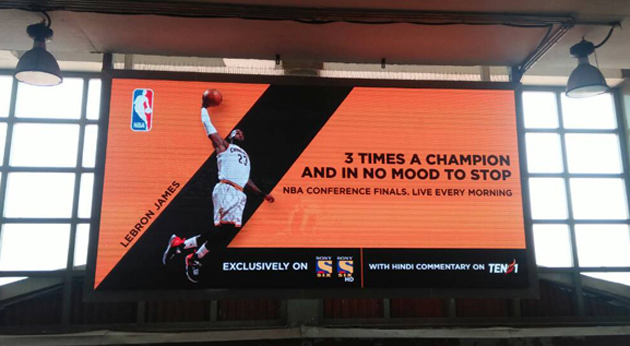 NBA
LEBRON JAMES
23
3 TIMES A CHAMPION
AND IN NO MOOD TO STOP
NBA CONFERENCE FINALS. LIVE EVERY MORNING
EXCLUSIVELY ON SONY SIX SONY SIX HD
WITH HINDI COMMENTARY ON TEN 1